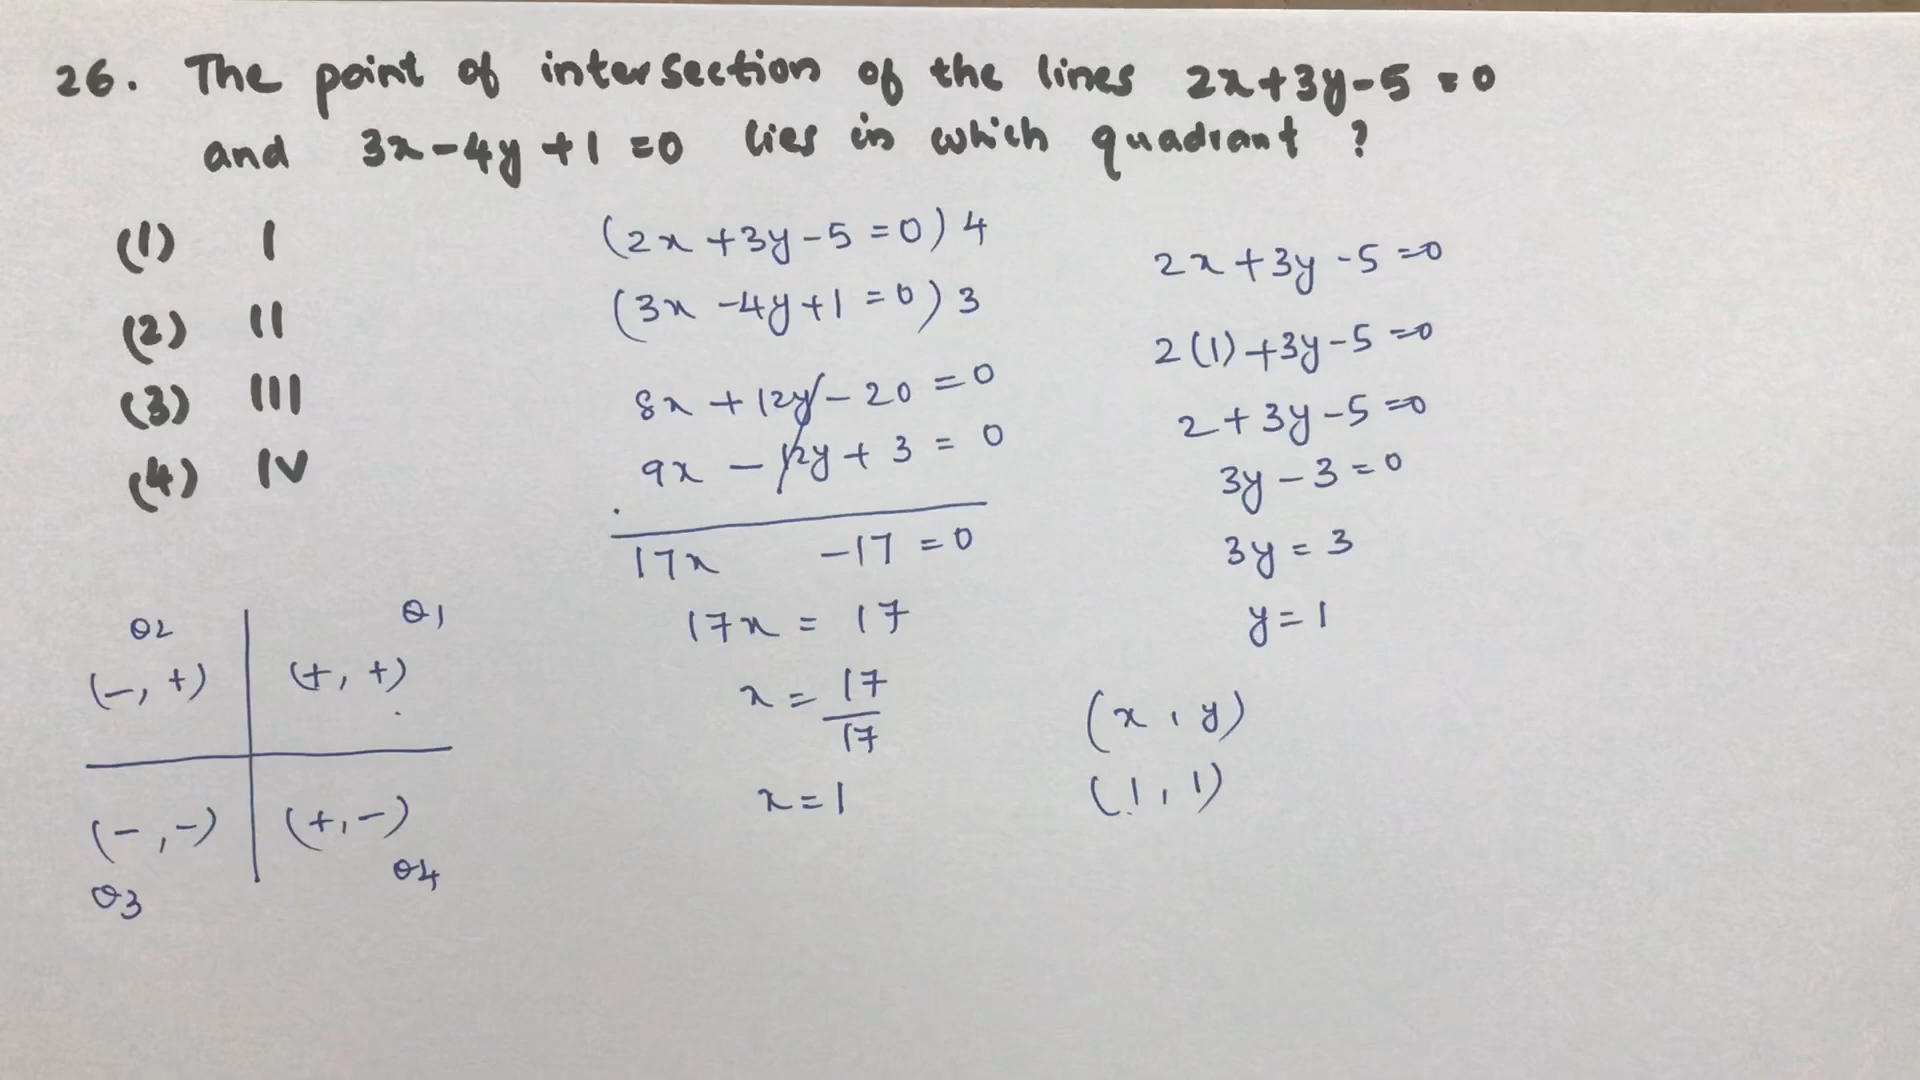 26. The point of intersection of the lines 2x+3y-5=0
and 3x-4y+1=0 lies in which quadrant ?
(1) I
(2) II
(3) III
(4) IV
(2x+3y-5=0) 4
(3x-4y+1=0) 3
8x+12y-20=0
9x-12y+3=0
17x -17=0
17x = 17
x = 17
17
x=1
2x+3y-5=0
2(1)+3y-5=0
2+3y-5=0
3y-3=0
3y=3
y=1
(x,y)
(1,1)
Q2 Q1
(-,+) (+,+)
(-,-) (+,-)
Q3 Q4